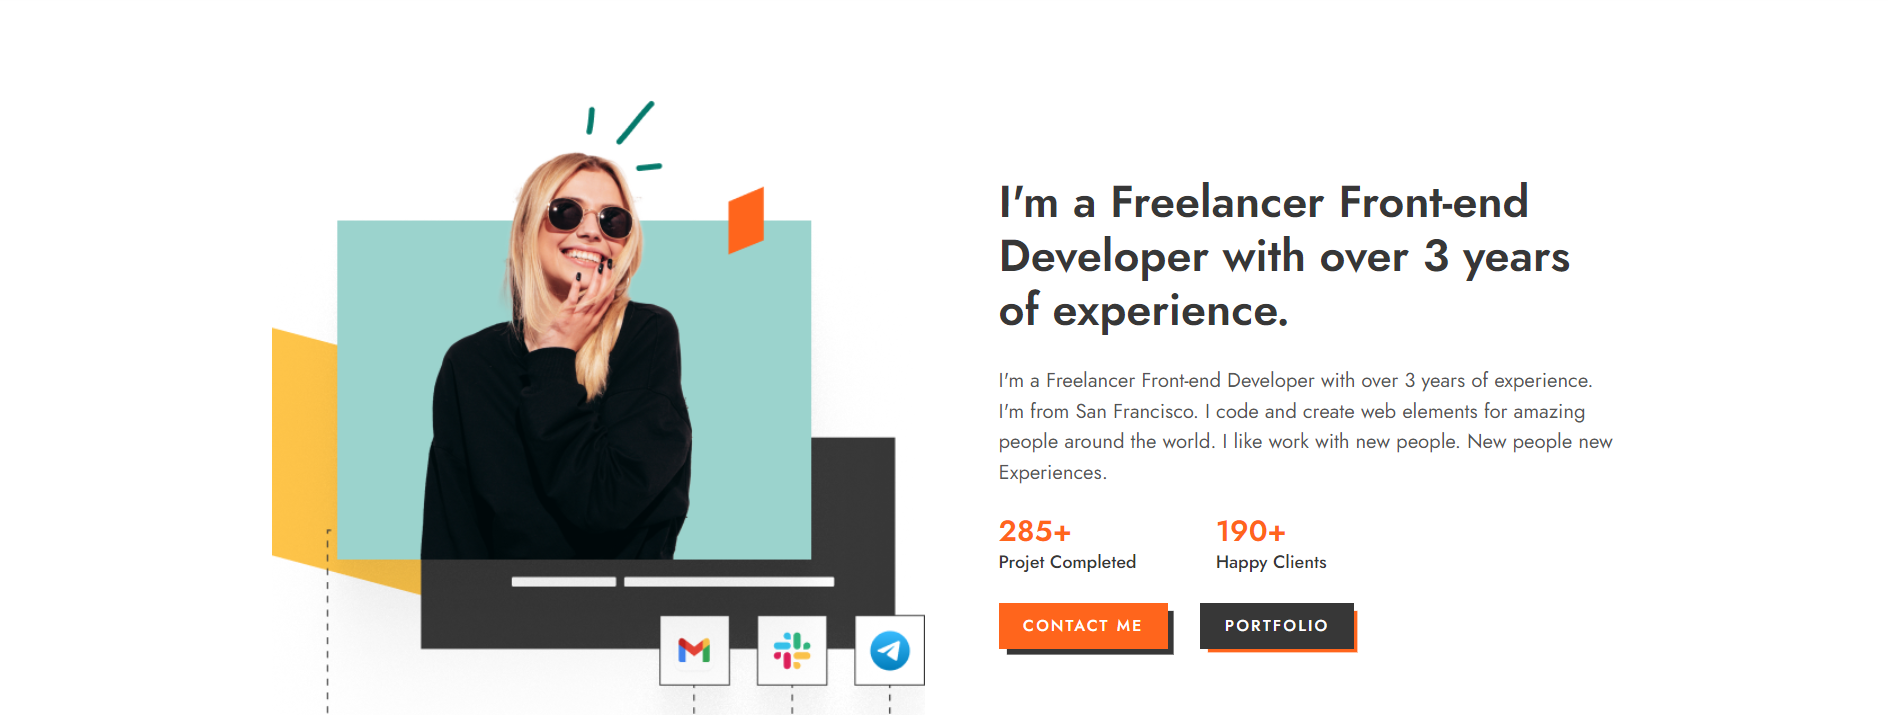 I'm a Freelancer Front-end
Developer with over 3 years
of experience.
I'm a Freelancer Front-end Developer with over 3 years of experience.
I'm from San Francisco. I code and create web elements for amazing
people around the world. I like work with new people. New people new
Experiences.
285+ 190+
Projet Completed Happy Clients
CONTACT ME PORTFOLIO